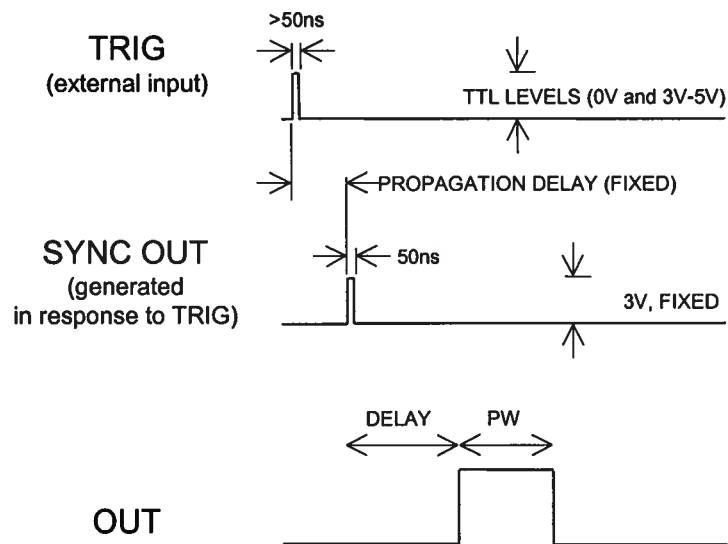 >50ns
TRIG
(external input)
TTL LEVELS (0V and 3V-5V)
PROPAGATION DELAY (FIXED)
SYNC OUT
50ns
(generated
in response to TRIG)
3V, FIXED
DELAY
PW
OUT